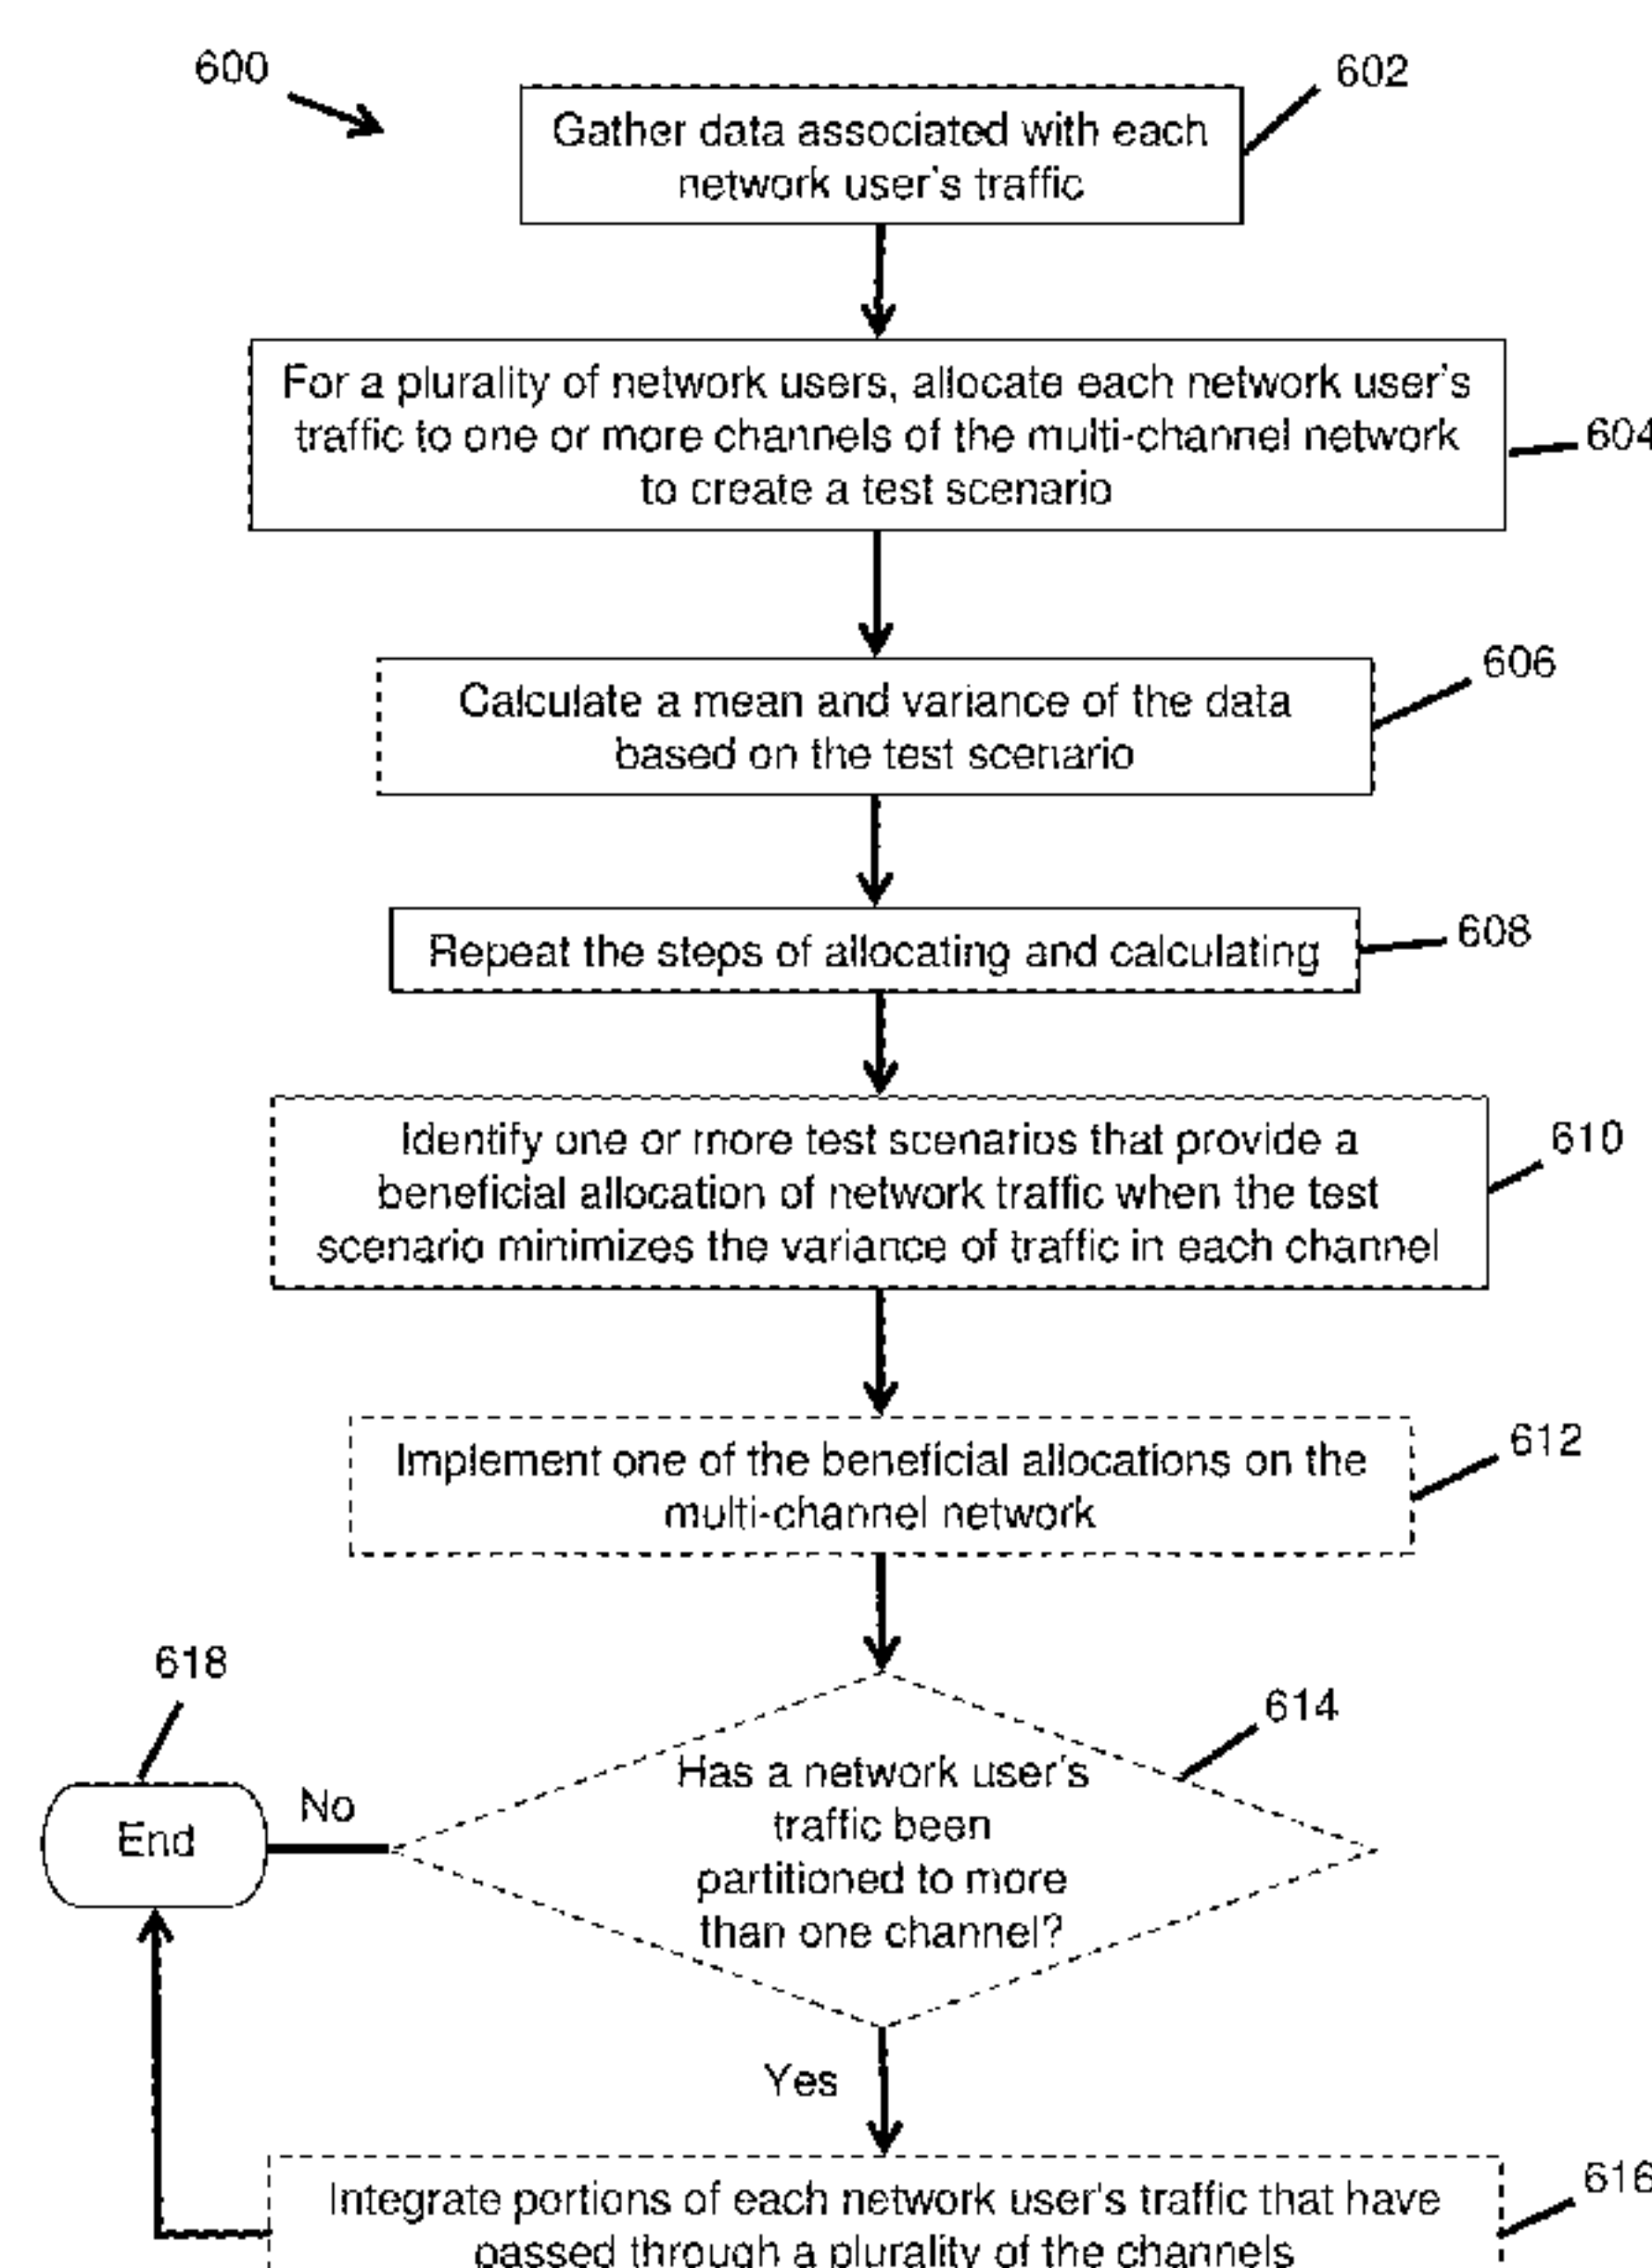 600
602
Gather data associated with each
network user's traffic
For a plurality of network users, allocate each network user's
traffic to one or more channels of the multi-channel network
to create a test scenario
604
606
Calculate a mean and variance of the data
based on the test scenario
Repeat the steps of allocating and calculating
608
Identify one or more test scenarios that provide a
beneficial allocation of network traffic when the test
scenario minimizes the variance of traffic in each channel
610
Implement one of the beneficial allocations on the
multi-channel network
612
618
614
Has a network user's
traffic been
partitioned to more
than one channel?
No
End
Yes
Integrate portions of each network user's traffic that have
passed through a plurality of the channels
616